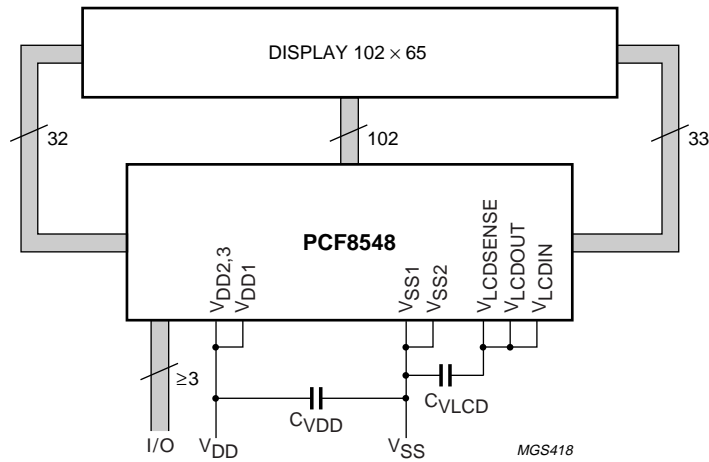 DISPLAY 102 × 65
32
102
33
PCF8548
VDD2,3
VDD1
VSS1
VSS2
VLCDSENSE
VLCDOUT
VLCDIN
≥3
CVDD
CVLCD
I/O
VDD
VSS
MGS418